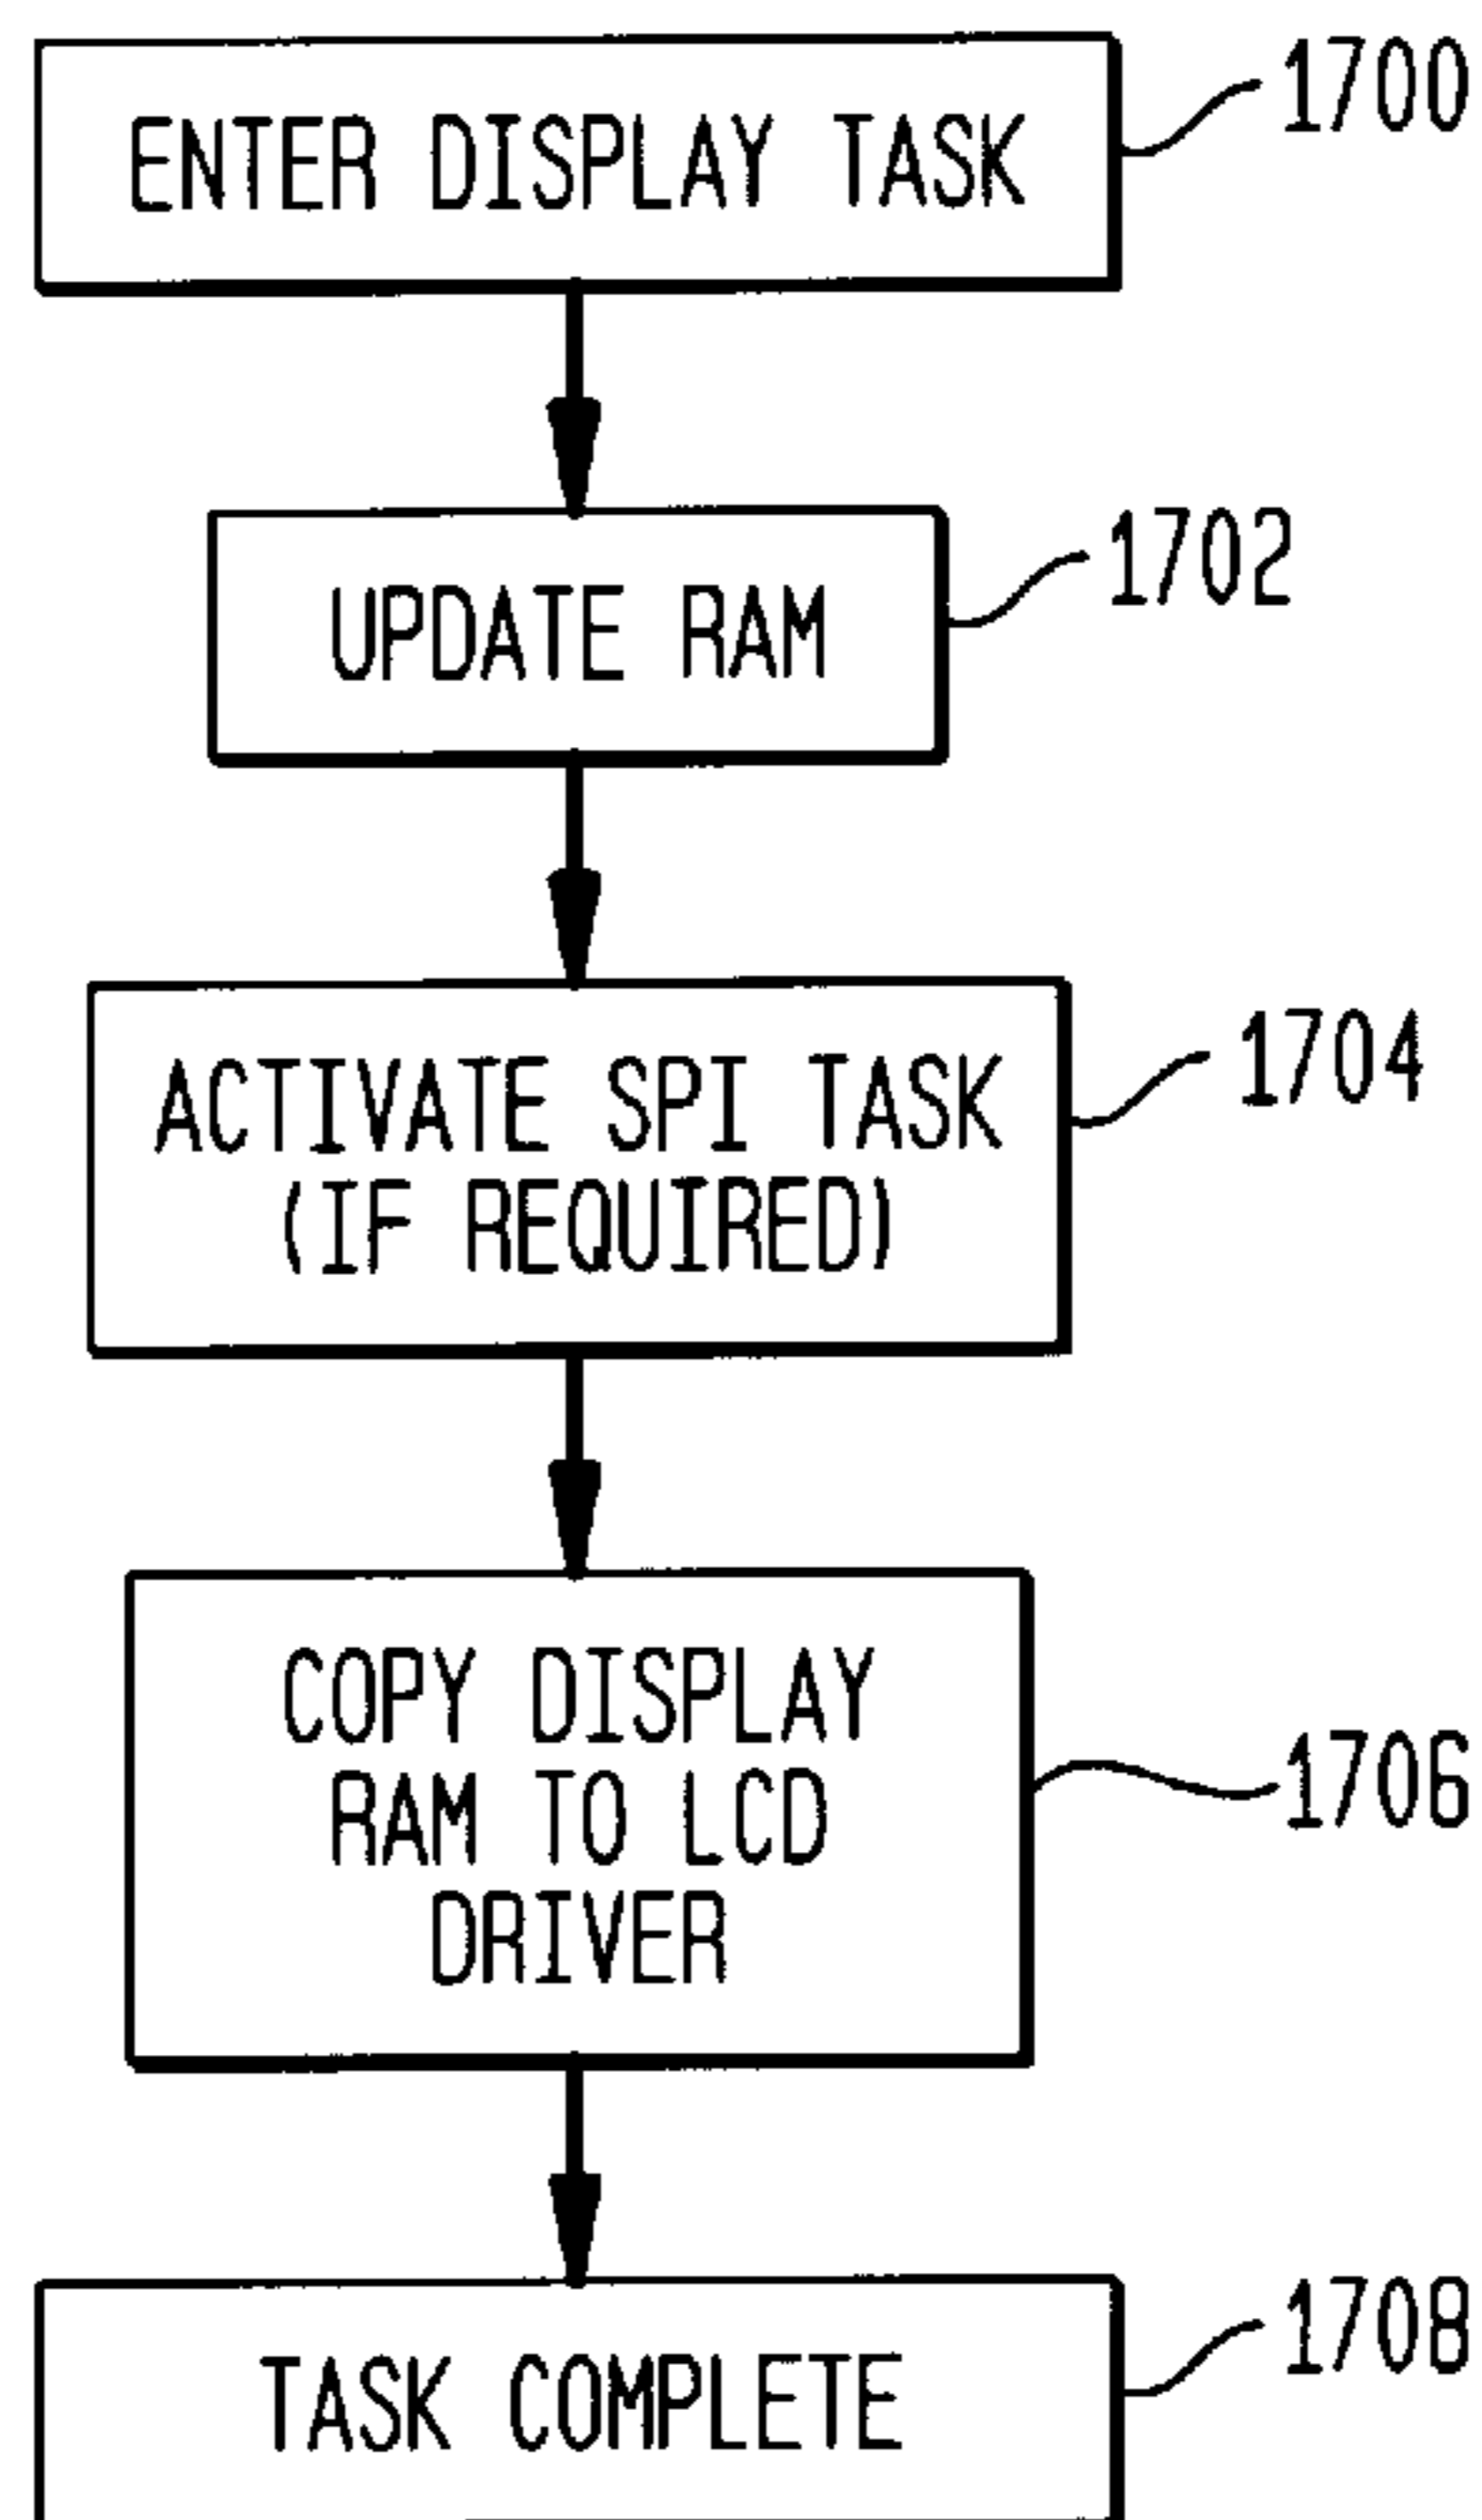 ENTER DISPLAY TASK
1700
UPDATE RAM
1702
ACTIVATE SPI TASK
(IF REQUIRED)
1704
COPY DISPLAY
RAM TO LCD
DRIVER
1706
TASK COMPLETE
1708